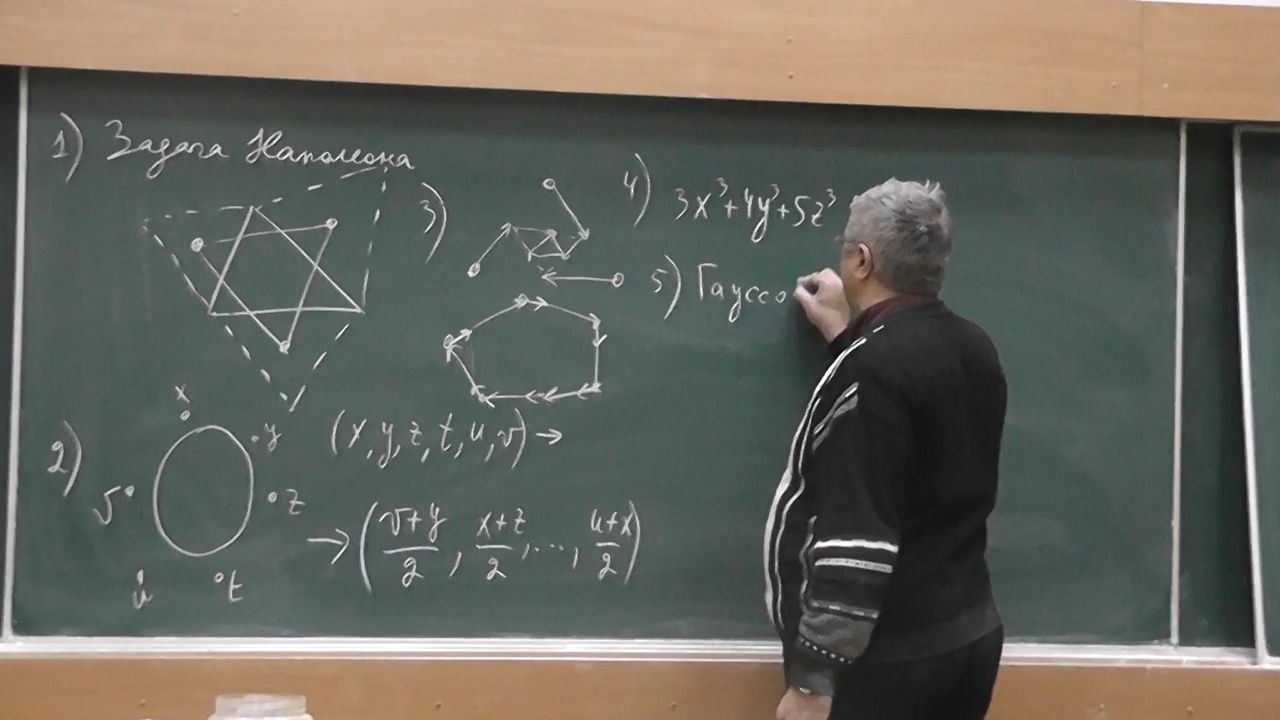 1) Задача Наполеона
2)
x
y
z
t
u
v
(x, y, z, t, u, v) →
→ (v+y/2, x+z/2, ..., u+x/2)
3)
4) 3x³+4y³+5z³
5) Гауссо